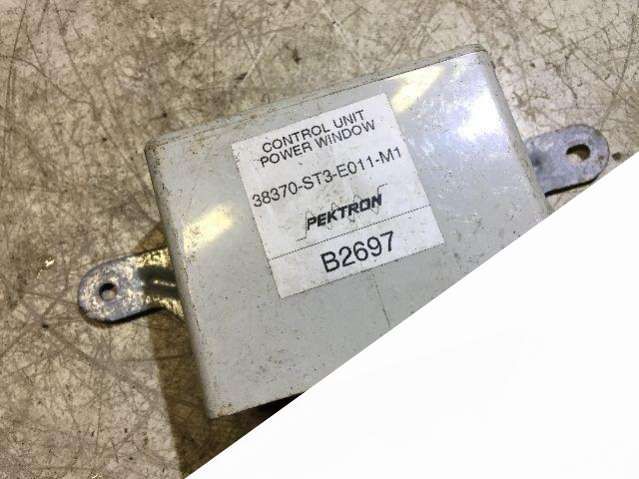 CONTROL UNIT
POWER WINDOW
38370-ST3-E011-M1
PEKTRON
B2697